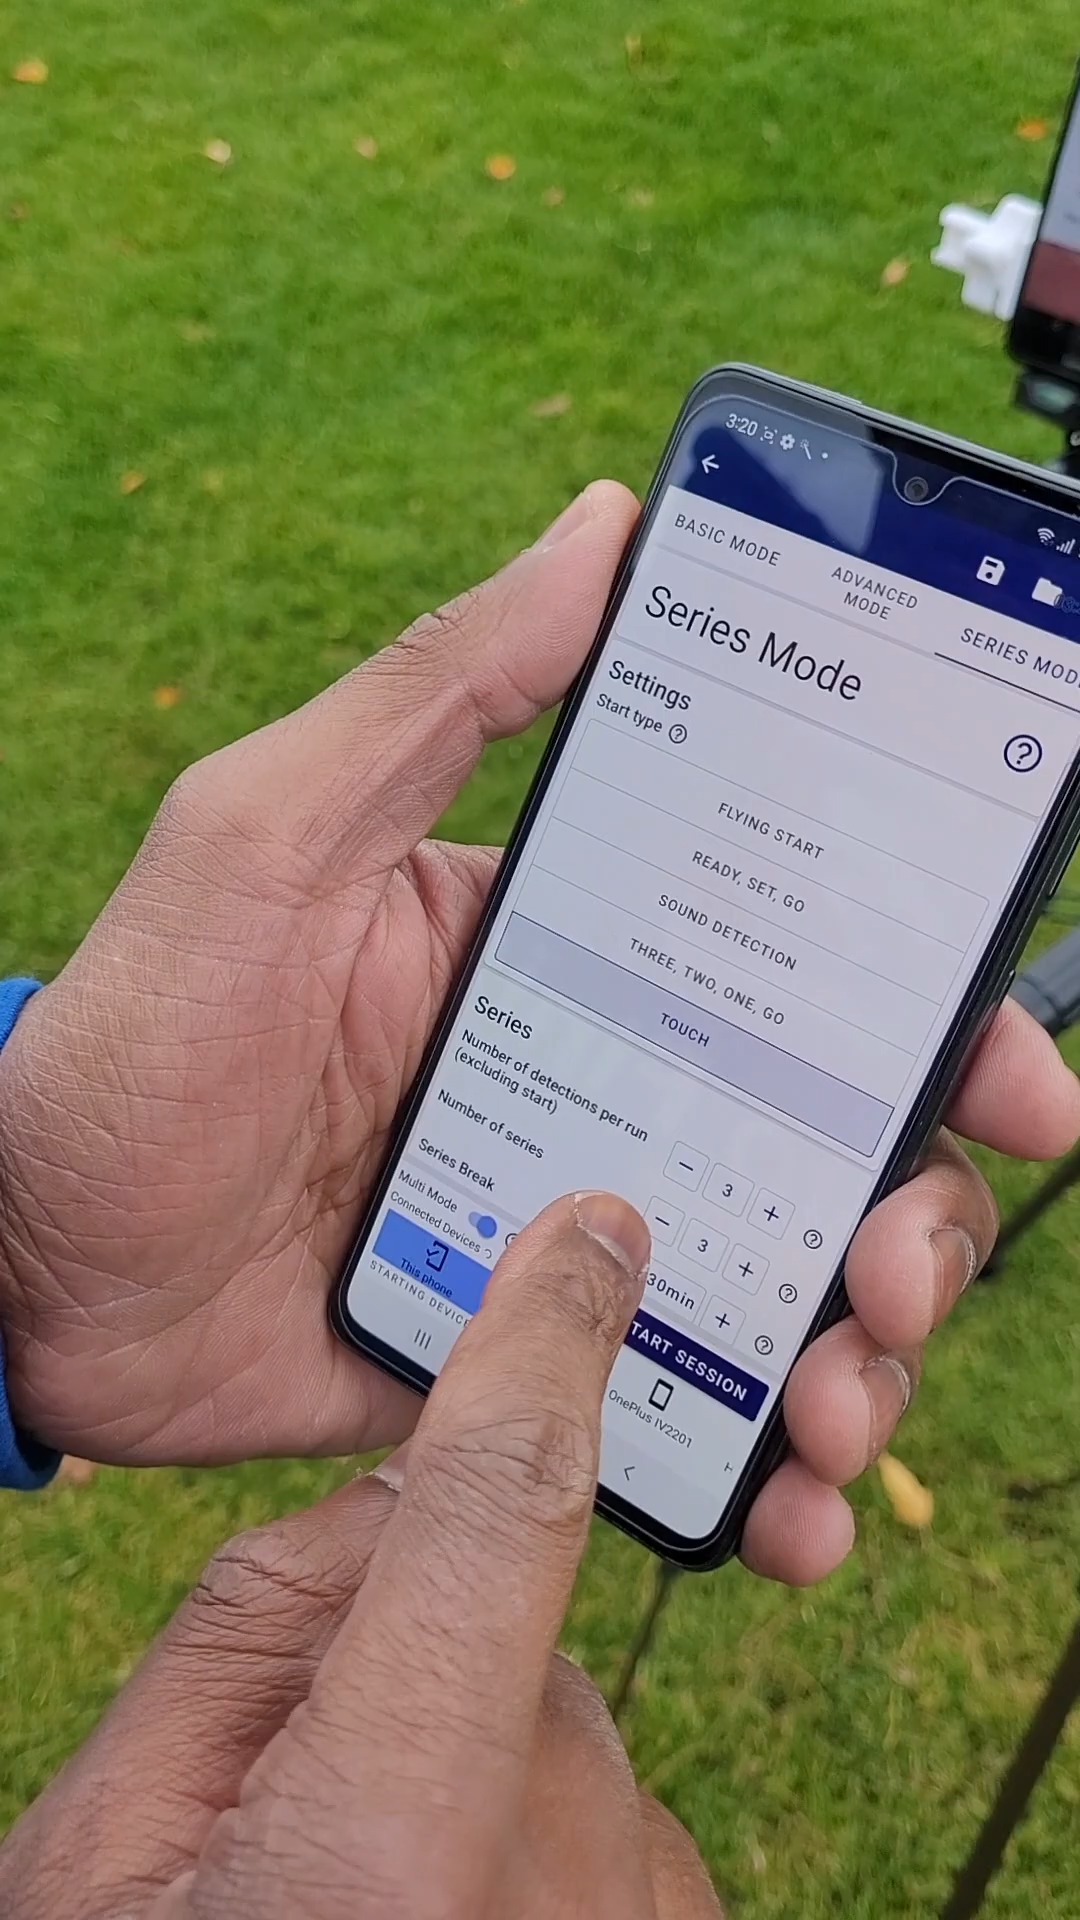 3:20
BASIC MODE
ADVANCED
MODE
SERIES MOD
Series Mode
Settings
Start type ?
?
FLYING START
READY, SET, GO
SOUND DETECTION
THREE, TWO, ONE, GO
TOUCH
Series
Number of detections per run
(excluding start)
− 3 + ?
Number of series
− 3 + ?
Series Break
30min + ?
Multi Mode
Connected Devices
TART SESSION
This phone
OnePlus IV2201
STARTING DEVIC